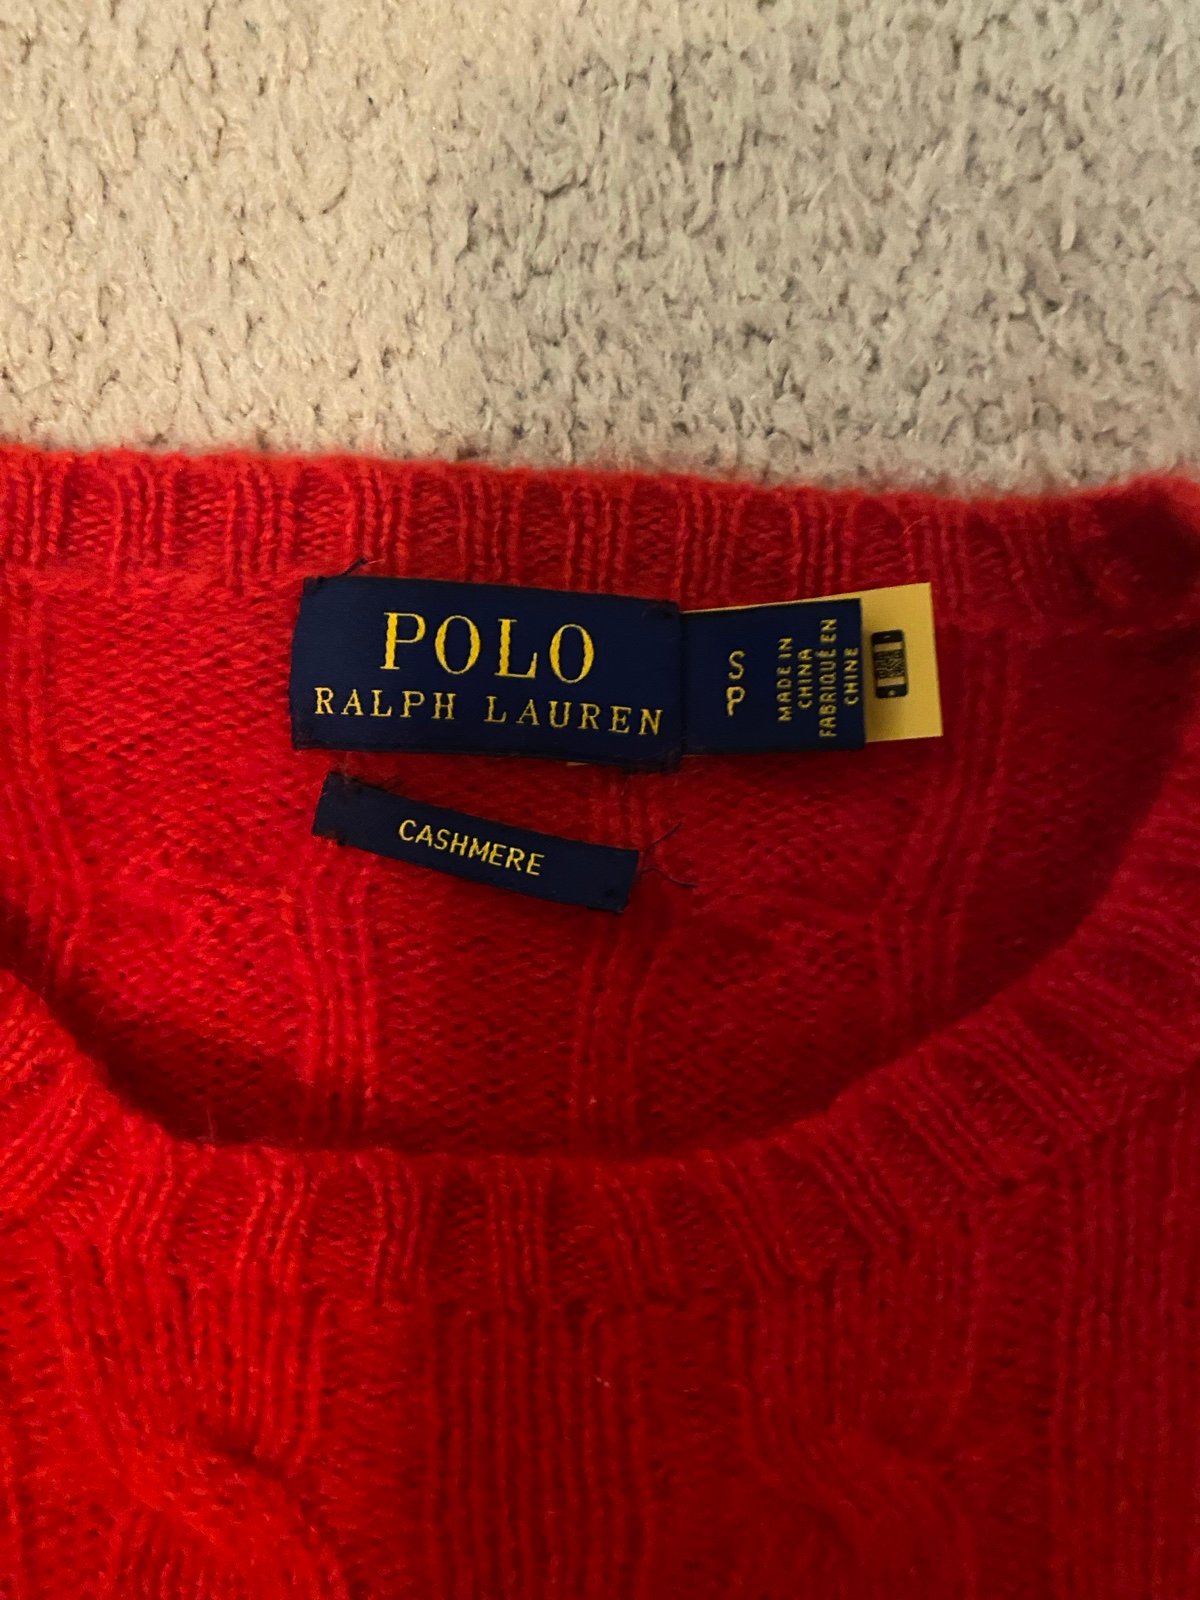 POLO
RALPH LAUREN
S
P
MADE IN
CHINA
FABRIQUÉ EN
CHINE
CASHMERE